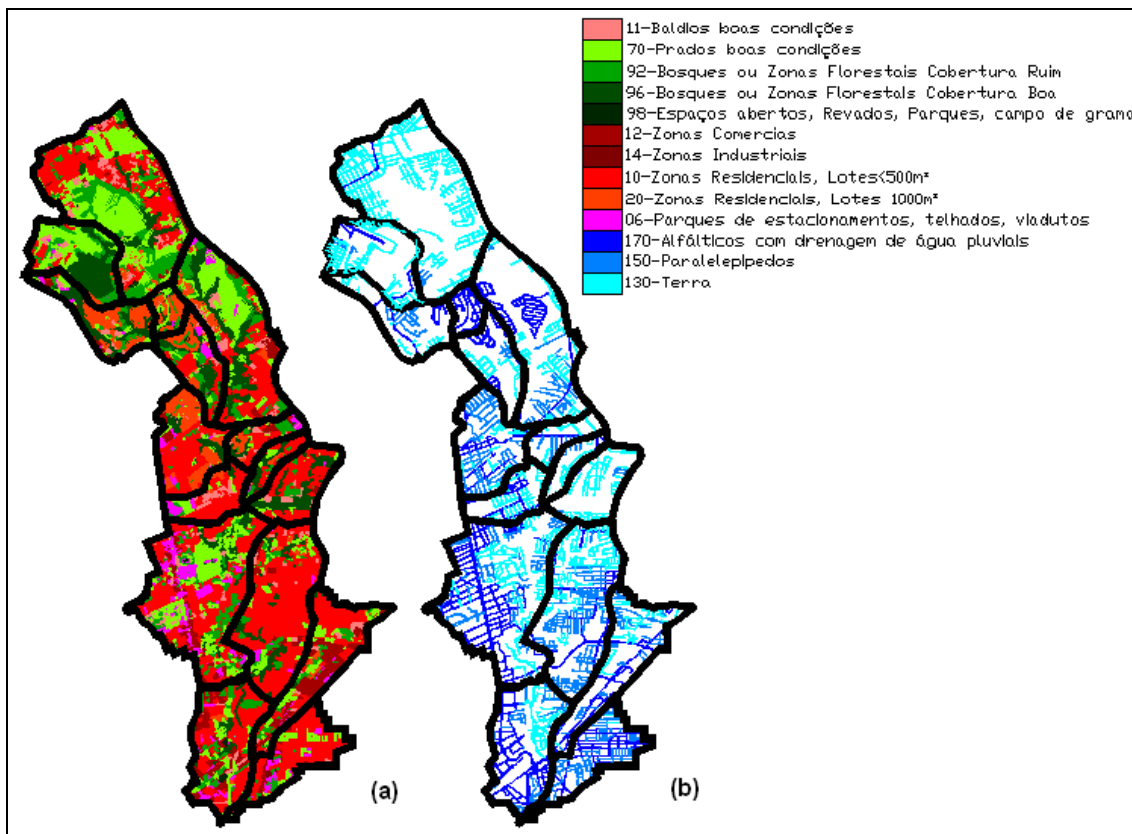 11-Baldios boas condições
70-Prados boas condições
92-Bosques ou Zonas Florestais Cobertura Ruim
96-Bosques ou Zonas Florestais Cobertura Boa
98-Espaços abertos, Revados, Parques, campo de grama
12-Zonas Comercias
14-Zonas Industriais
10-Zonas Residenciais, Lotes<500m²
20-Zonas Residenciais, Lotes 1000m²
06-Parques de estacionamentos, telhados, viadutos
170-Alfálticos com drenagem de água pluviais
150-Paralelepípedos
130-Terra
(a)
(b)